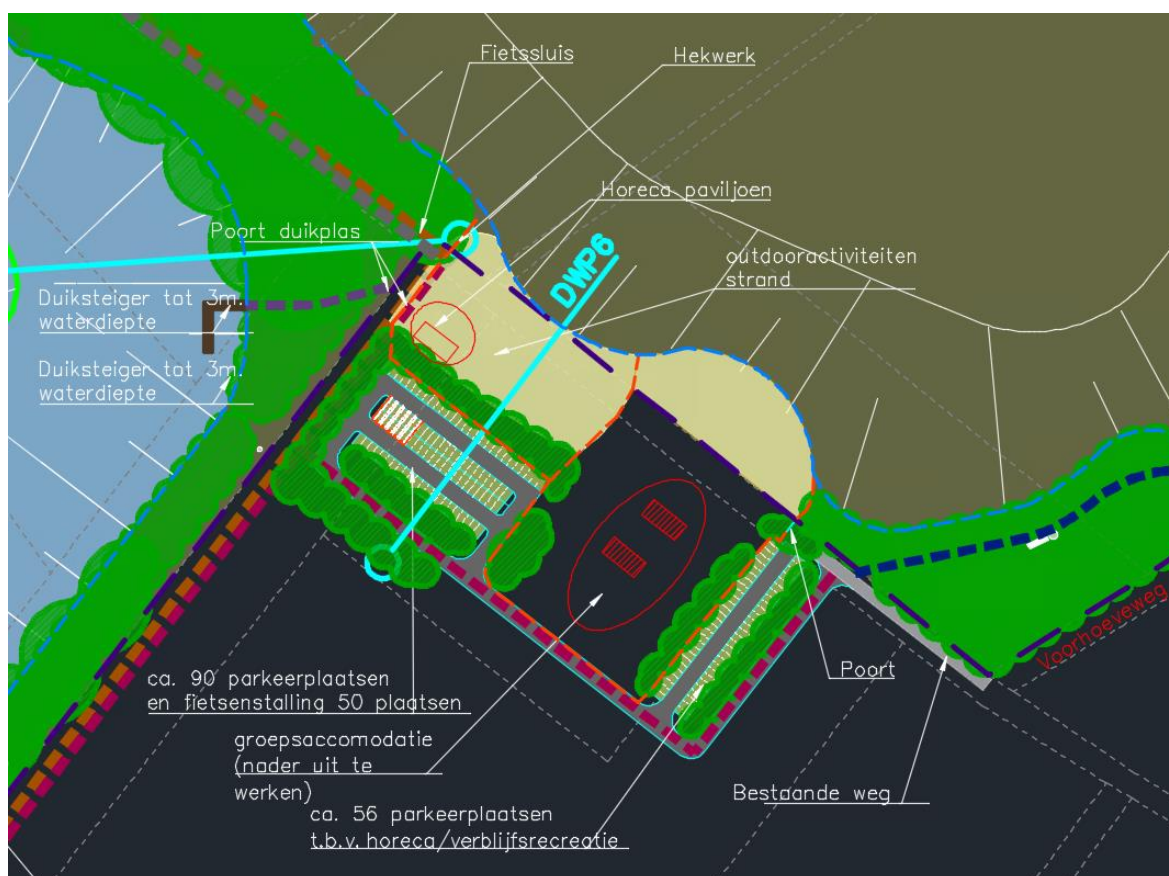 Fietssluis
Hekwerk
Horeca paviljoen
Poort duikplas
DWP6
outdooractiviteiten
strand
Duiksteiger tot 3m.
waterdiepte
Duiksteiger tot 3m.
waterdiepte
Voorhoeveweg
Poort
ca. 90 parkeerplaatsen
en fietsenstalling 50 plaatsen
groepsaccomodatie
(nader uit te
werken)
Bestaande weg
ca. 56 parkeerplaatsen
t.b.v. horeca/verblijfsrecreatie